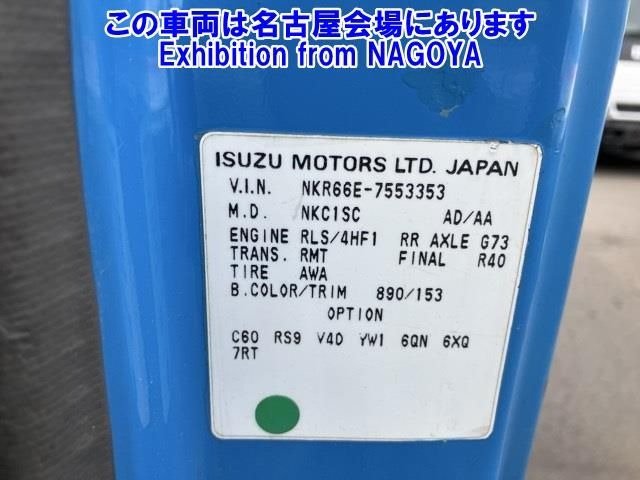 この車両は名古屋会場にあります
Exhibition from NAGOYA
ISUZU MOTORS LTD. JAPAN
V.I.N. NKR66E-7553353
M.D. NKC1SC AD/AA
ENGINE RLS/4HF1 RR AXLE G73
TRANS. RMT FINAL R40
TIRE AWA
B.COLOR/TRIM 890/153
OPTION
C60 RS9 V4D YW1 6QN 6XQ
7RT